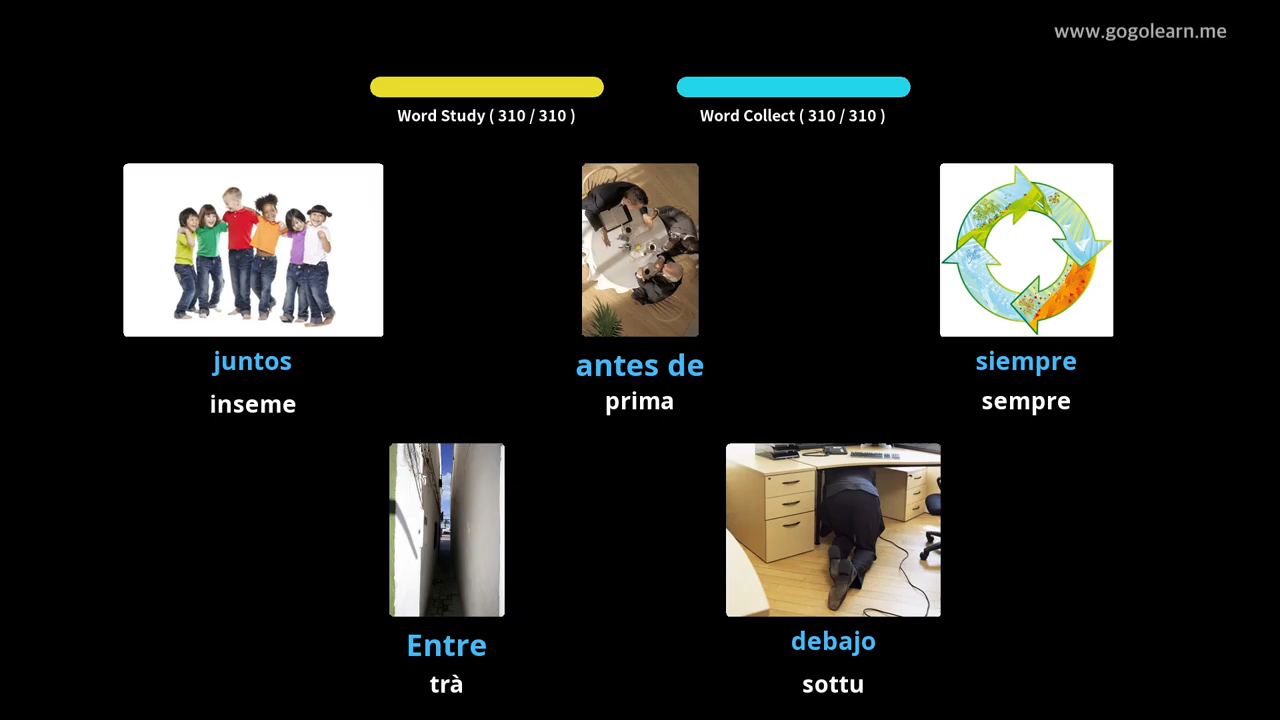 www.gogolearn.me
Word Study ( 310 / 310 )
Word Collect ( 310 / 310 )
juntos
inseme
antes de
prima
siempre
sempre
Entre
trà
debajo
sottu